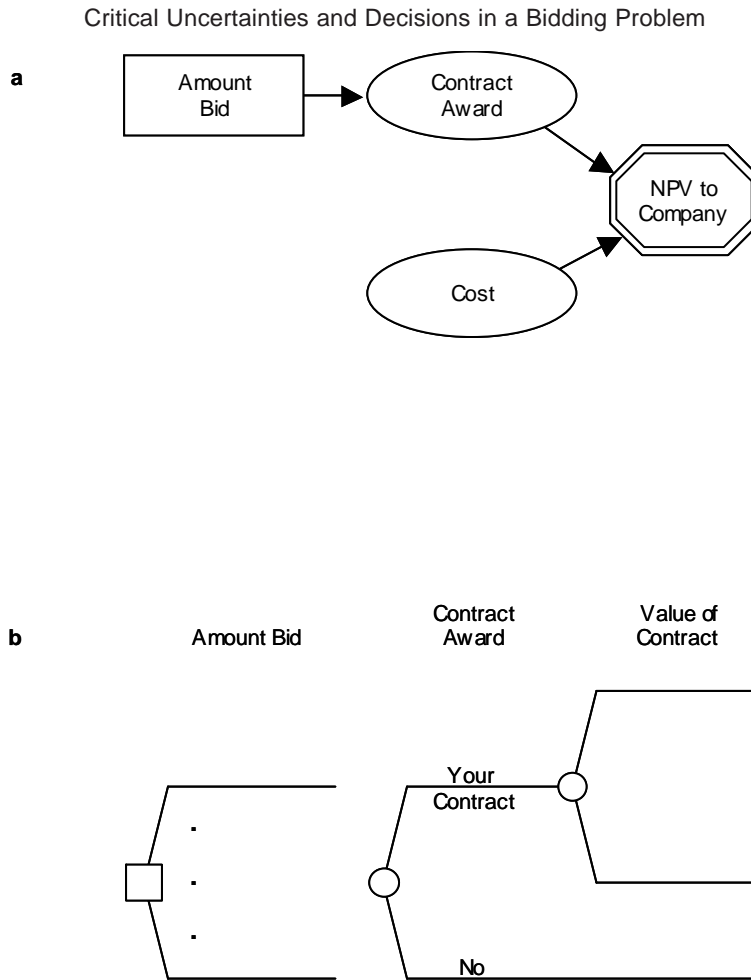 Critical Uncertainties and Decisions in a Bidding Problem
a
Amount
Bid
Contract
Award
NPV to
Company
Cost
b
Amount Bid
Contract
Award
Value of
Contract
Your
Contract
No